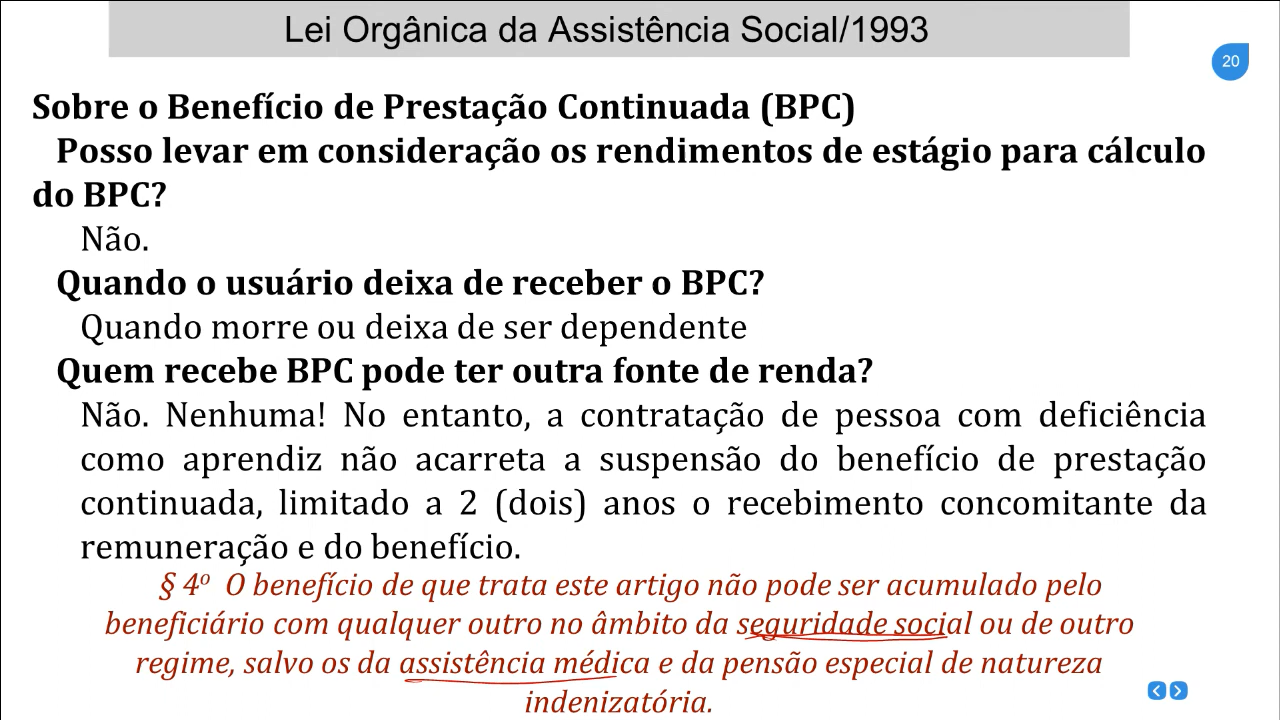 Lei Orgânica da Assistência Social/1993
20
Sobre o Benefício de Prestação Continuada (BPC)
Posso levar em consideração os rendimentos de estágio para cálculo
do BPC?
Não.
Quando o usuário deixa de receber o BPC?
Quando morre ou deixa de ser dependente
Quem recebe BPC pode ter outra fonte de renda?
Não. Nenhuma! No entanto, a contratação de pessoa com deficiência
como aprendiz não acarreta a suspensão do benefício de prestação
continuada, limitado a 2 (dois) anos o recebimento concomitante da
remuneração e do benefício.
§ 4º O benefício de que trata este artigo não pode ser acumulado pelo
beneficiário com qualquer outro no âmbito da seguridade social ou de outro
regime, salvo os da assistência médica e da pensão especial de natureza
indenizatória.